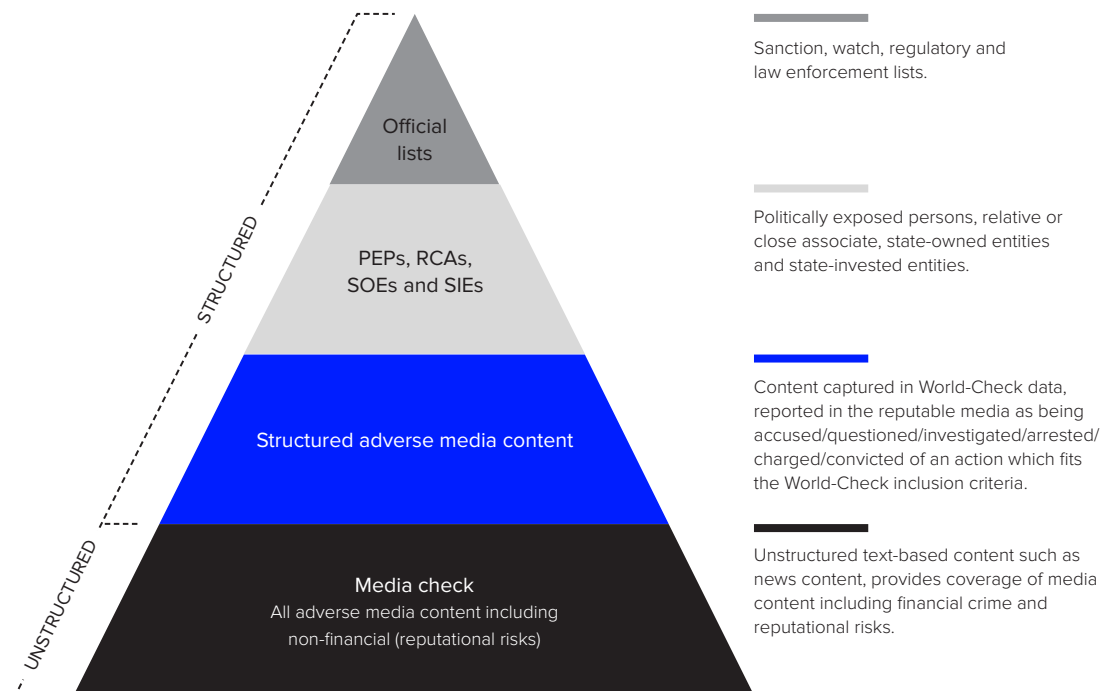 Sanction, watch, regulatory and
law enforcement lists.
Official
lists
STRUCTURED
Politically exposed persons, relative or
close associate, state-owned entities
and state-invested entities.
PEPs, RCAs,
SOEs and SIEs
Content captured in World-Check data,
reported in the reputable media as being
accused/questioned/investigated/arrested/
charged/convicted of an action which fits
the World-Check inclusion criteria.
Structured adverse media content
UNSTRUCTURED
Unstructured text-based content such as
news content, provides coverage of media
content including financial crime and
reputational risks.
Media check
All adverse media content including
non-financial (reputational risks)